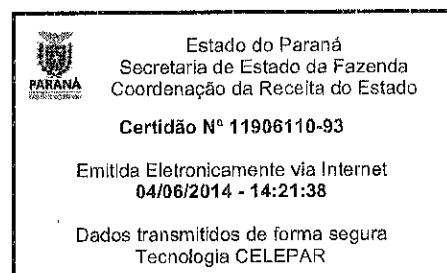 Estado do Paraná
Secretaria de Estado da Fazenda
PARANÁ
Coordenação da Receita do Estado
Certidão Nº 11906110-93
Emitida Eletronicamente via Internet
04/06/2014 - 14:21:38
Dados transmitidos de forma segura
Tecnologia CELEPAR